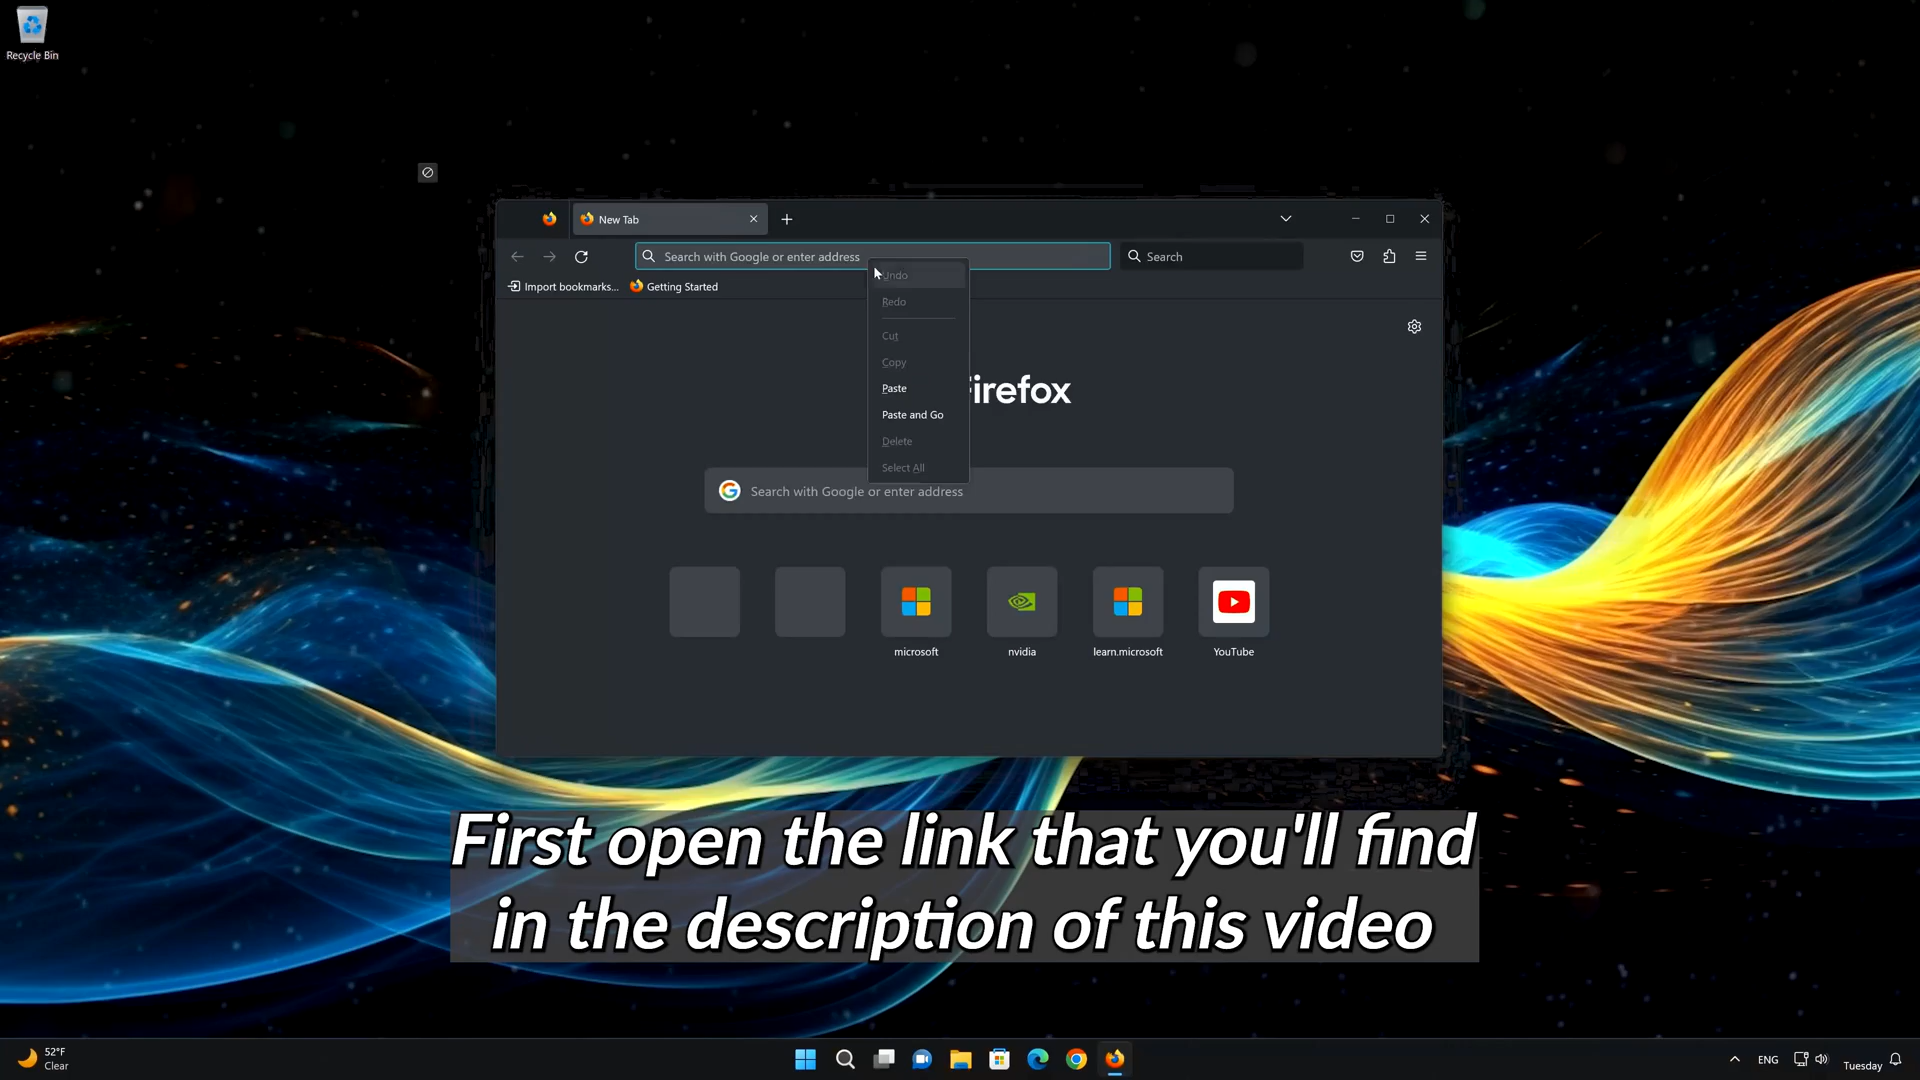 Recycle Bin
New Tab
Search with Google or enter address
Search
Import bookmarks...
Getting Started
Undo
Redo
Cut
Copy
Paste
Paste and Go
Delete
Select All
irefox
Search with Google or enter address
microsoft
nvidia
learn.microsoft
YouTube
First open the link that you'll find
in the description of this video
52°F
Clear
ENG
Tuesday